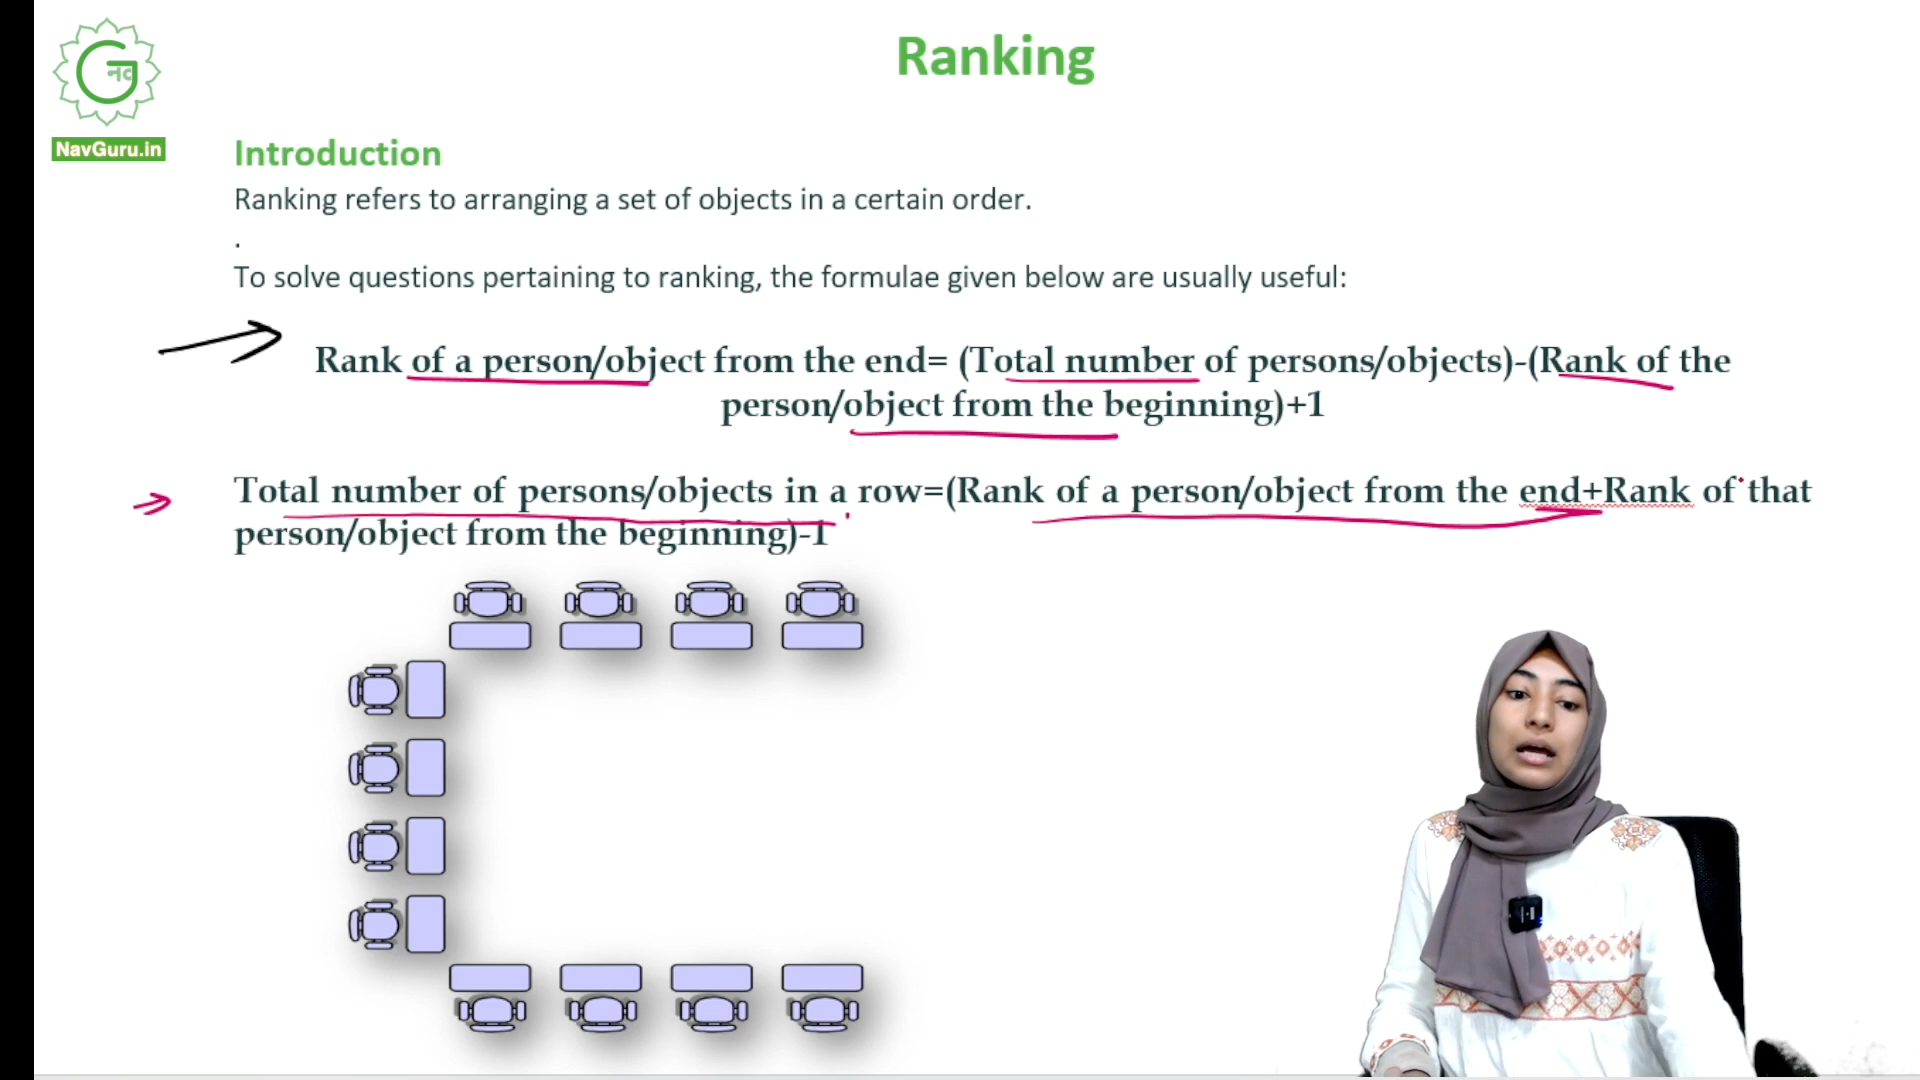 Ranking
नव
NavGuru.in
Introduction
Ranking refers to arranging a set of objects in a certain order.
.
To solve questions pertaining to ranking, the formulae given below are usually useful:
Rank of a person/object from the end= (Total number of persons/objects)-(Rank of the
person/object from the beginning)+1
Total number of persons/objects in a row=(Rank of a person/object from the end+Rank of that
person/object from the beginning)-1